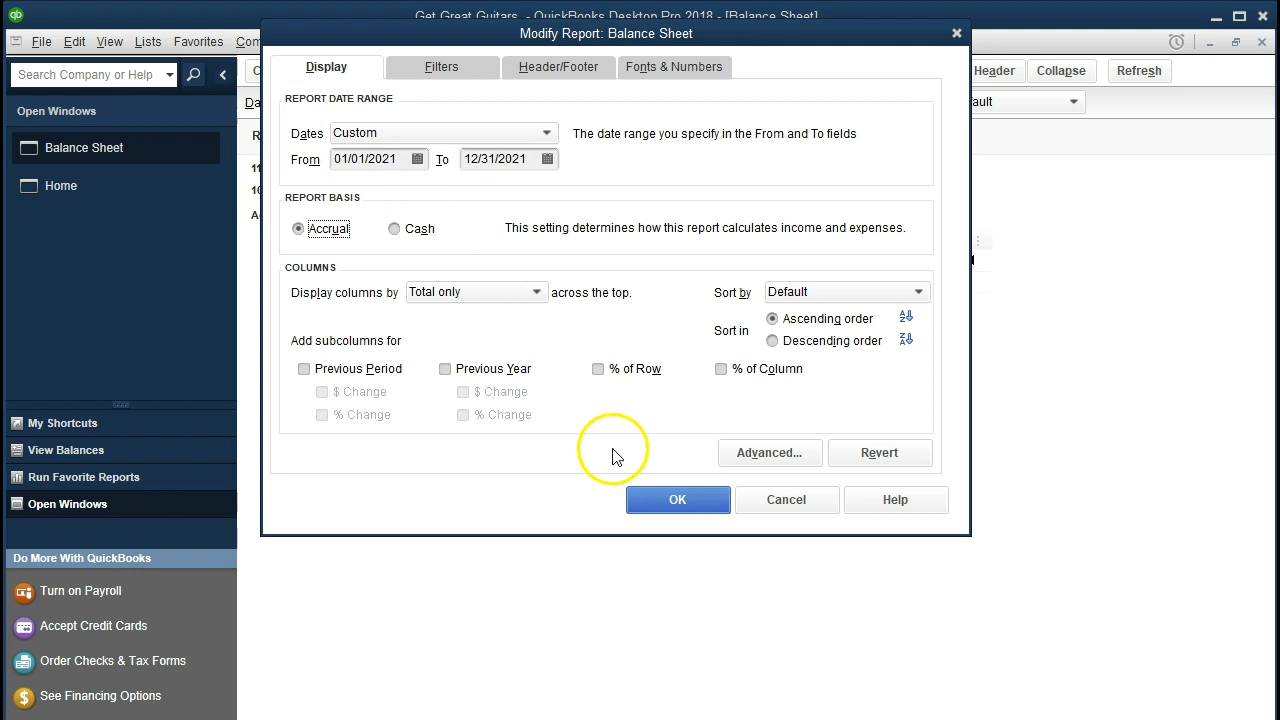 qb Get Great Guitars - QuickBooks Desktop Pro 2018 - [Balance Sheet]
File Edit View Lists Favorites Com
Modify Report: Balance Sheet
Search Company or Help
Header Collapse Refresh
Display Filters Header/Footer Fonts & Numbers
Open Windows
REPORT DATE RANGE
Da
ault
Dates Custom The date range you specify in the From and To fields
From 01/01/2021 To 12/31/2021
Balance Sheet
Home
R
11
10
A
REPORT BASIS
Accrual Cash This setting determines how this report calculates income and expenses.
COLUMNS
Display columns by Total only across the top.
Sort by Default
Sort in Ascending order
Descending order
Add subcolumns for
Previous Period Previous Year % of Row % of Column
$ Change $ Change
% Change % Change
Advanced... Revert
OK Cancel Help
My Shortcuts
View Balances
Run Favorite Reports
Open Windows
Do More With QuickBooks
Turn on Payroll
Accept Credit Cards
Order Checks & Tax Forms
See Financing Options